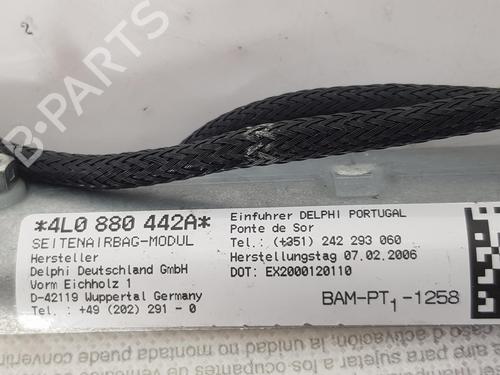 *4L0 880 442A*
SEITENAIRBAG-MODUL
Hersteller
Delphi Deutschland GmbH
Vorm Eichholz 1
D-42119 Wuppertal Germany
Tel. : +49 (202) 291 - 0
Einfuhrer DELPHI PORTUGAL
Ponte de Sor
Tel.: (+351) 242 293 060
Herstellungstag 07.02.2006
DOT: EX2000120110
BAM-PT1-1258
B-PARTS